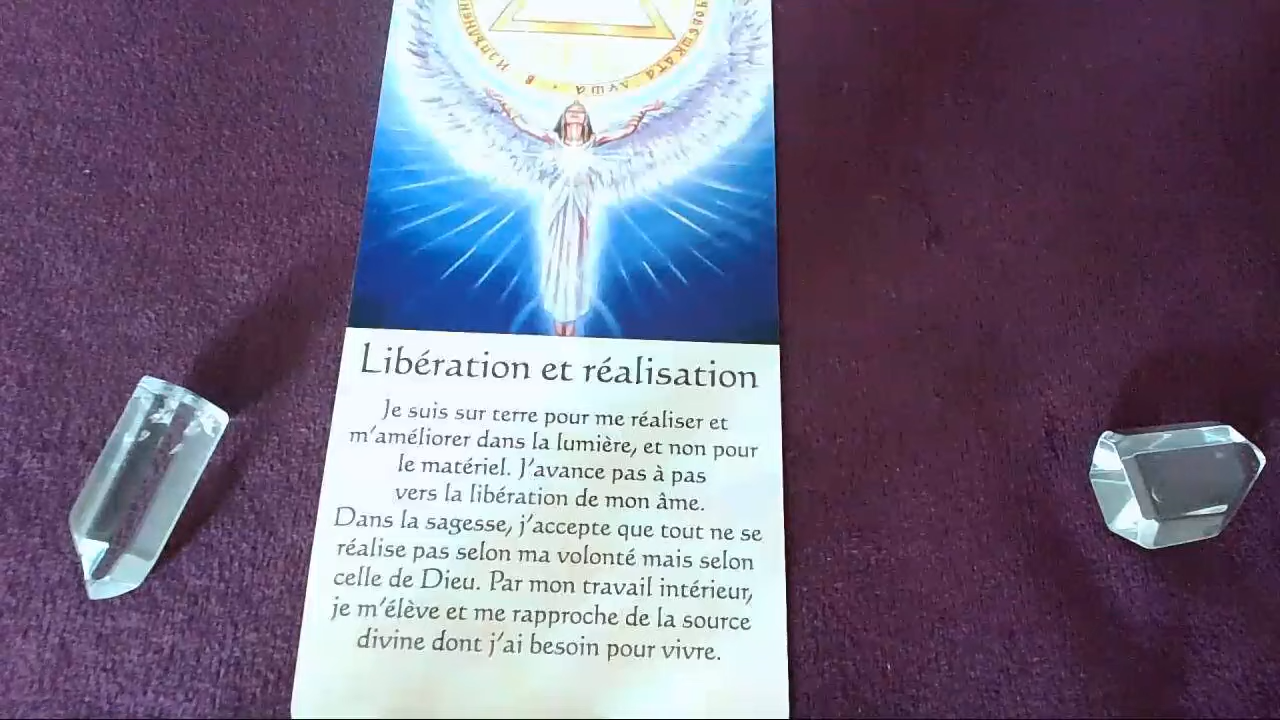 ЧОВЕШКАТА ДУША · В ИЗПЪЛНЕН
Libération et réalisation
Je suis sur terre pour me réaliser et
m'améliorer dans la lumière, et non pour
le matériel. J'avance pas à pas
vers la libération de mon âme.
Dans la sagesse, j'accepte que tout ne se
réalise pas selon ma volonté mais selon
celle de Dieu. Par mon travail intérieur,
je m'élève et me rapproche de la source
divine dont j'ai besoin pour vivre.